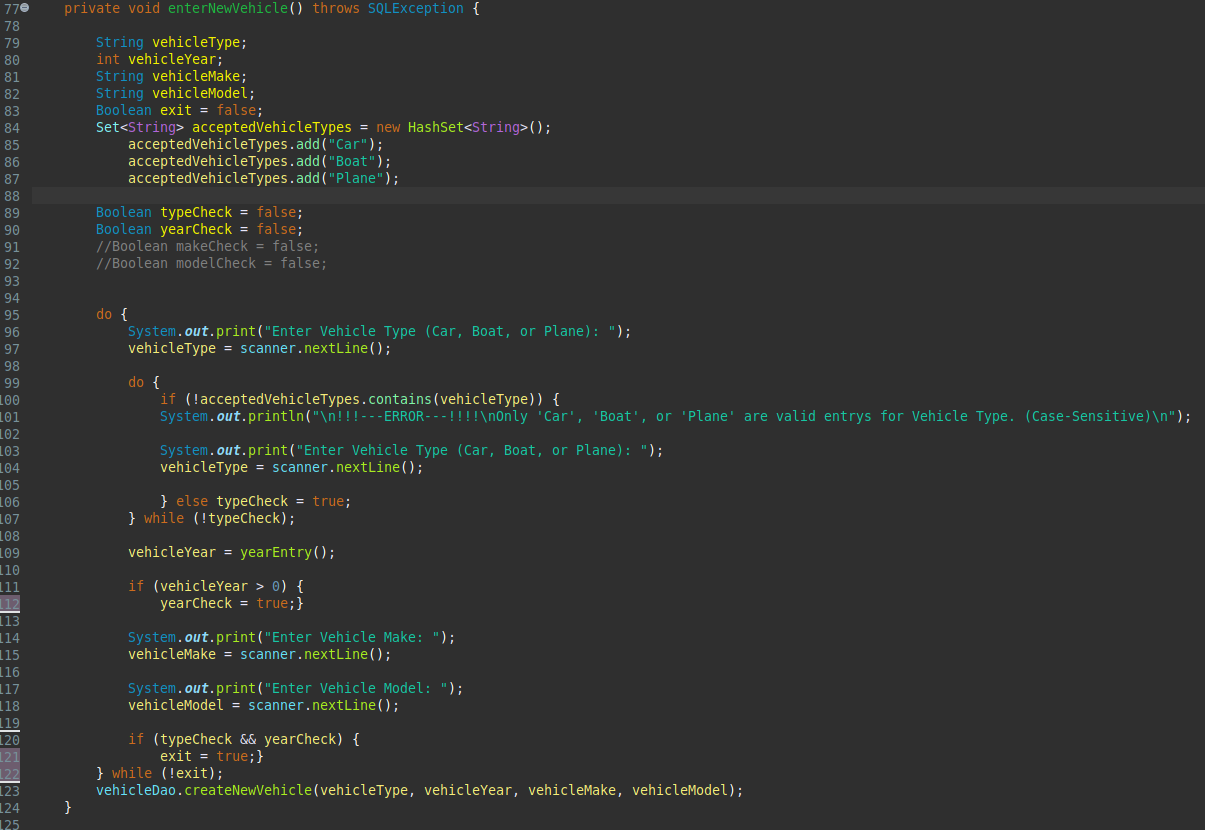 77 private void enterNewVehicle() throws SQLException {
78
79 String vehicleType;
80 int vehicleYear;
81 String vehicleMake;
82 String vehicleModel;
83 Boolean exit = false;
84 Set<String> acceptedVehicleTypes = new HashSet<String>();
85 acceptedVehicleTypes.add("Car");
86 acceptedVehicleTypes.add("Boat");
87 acceptedVehicleTypes.add("Plane");
88
89 Boolean typeCheck = false;
90 Boolean yearCheck = false;
91 //Boolean makeCheck = false;
92 //Boolean modelCheck = false;
93
94
95 do {
96 System.out.print("Enter Vehicle Type (Car, Boat, or Plane): ");
97 vehicleType = scanner.nextLine();
98
99 do {
100 if (!acceptedVehicleTypes.contains(vehicleType)) {
101 System.out.println("\n!!!---ERROR---!!!!\nOnly 'Car', 'Boat', or 'Plane' are valid entrys for Vehicle Type. (Case-Sensitive)\n");
102
103 System.out.print("Enter Vehicle Type (Car, Boat, or Plane): ");
104 vehicleType = scanner.nextLine();
105
106 } else typeCheck = true;
107 } while (!typeCheck);
108
109 vehicleYear = yearEntry();
110
111 if (vehicleYear > 0) {
112 yearCheck = true;}
113
114 System.out.print("Enter Vehicle Make: ");
115 vehicleMake = scanner.nextLine();
116
117 System.out.print("Enter Vehicle Model: ");
118 vehicleModel = scanner.nextLine();
119
120 if (typeCheck && yearCheck) {
121 exit = true;}
122 } while (!exit);
123 vehicleDao.createNewVehicle(vehicleType, vehicleYear, vehicleMake, vehicleModel);
124 }
125